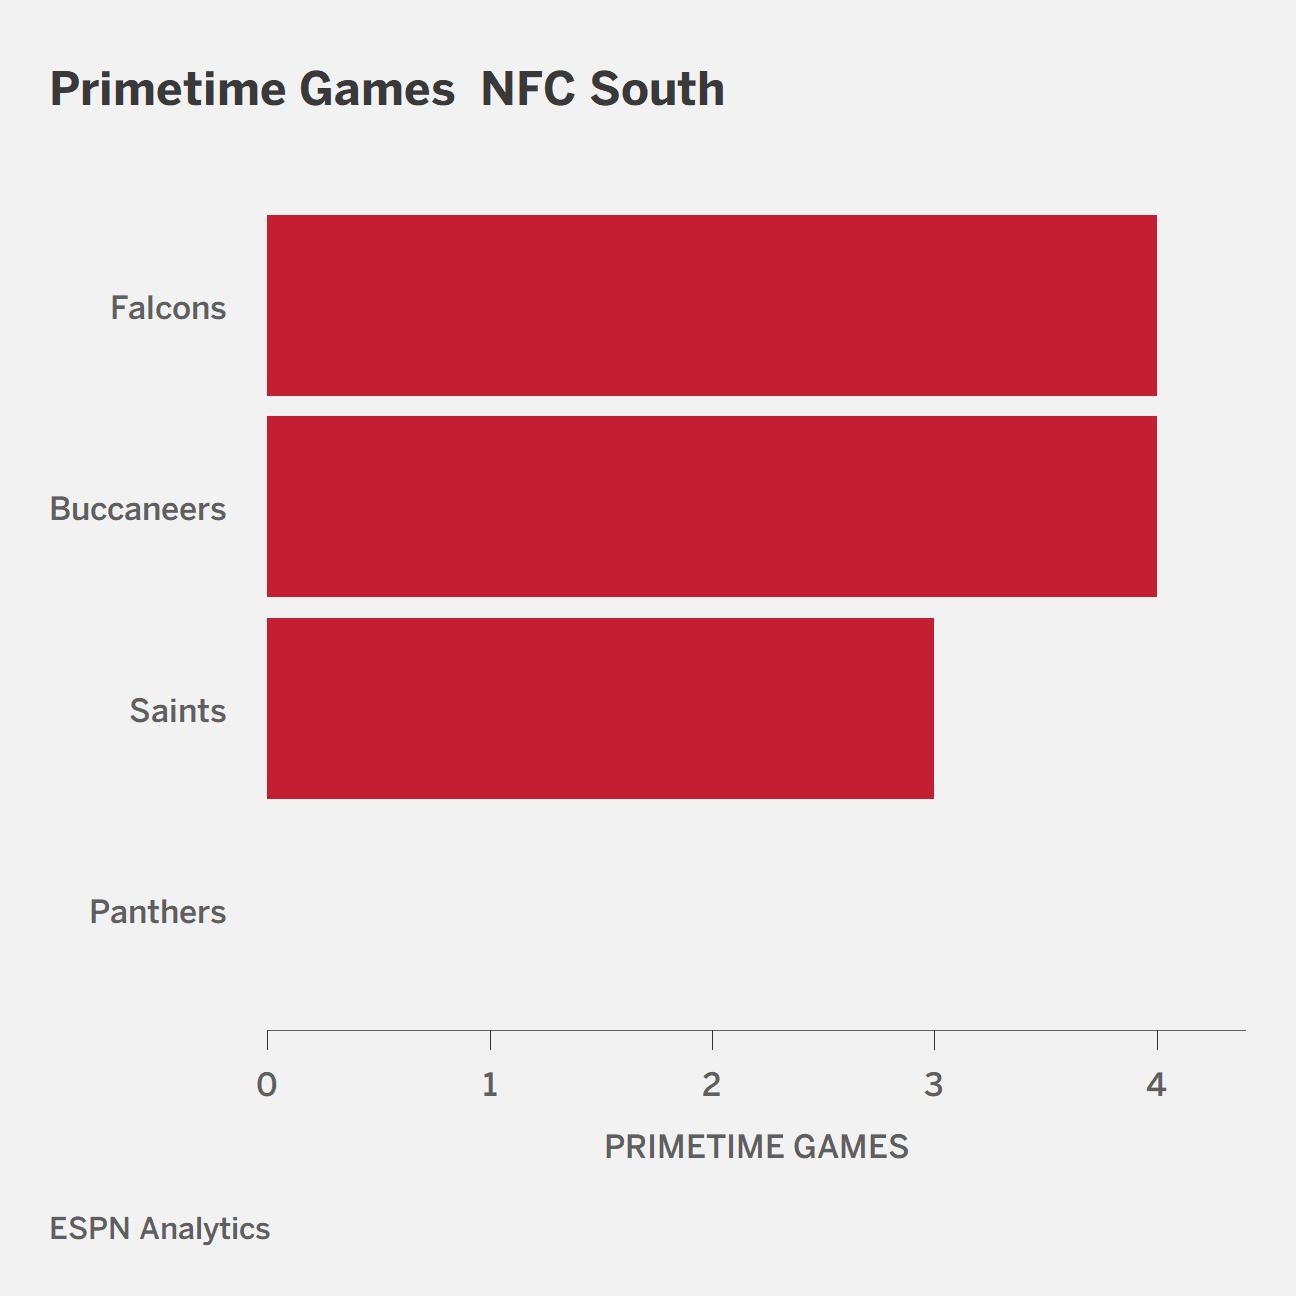 Primetime Games  NFC South
Falcons
Buccaneers
Saints
Panthers
0 1 2 3 4
PRIMETIME GAMES
ESPN Analytics